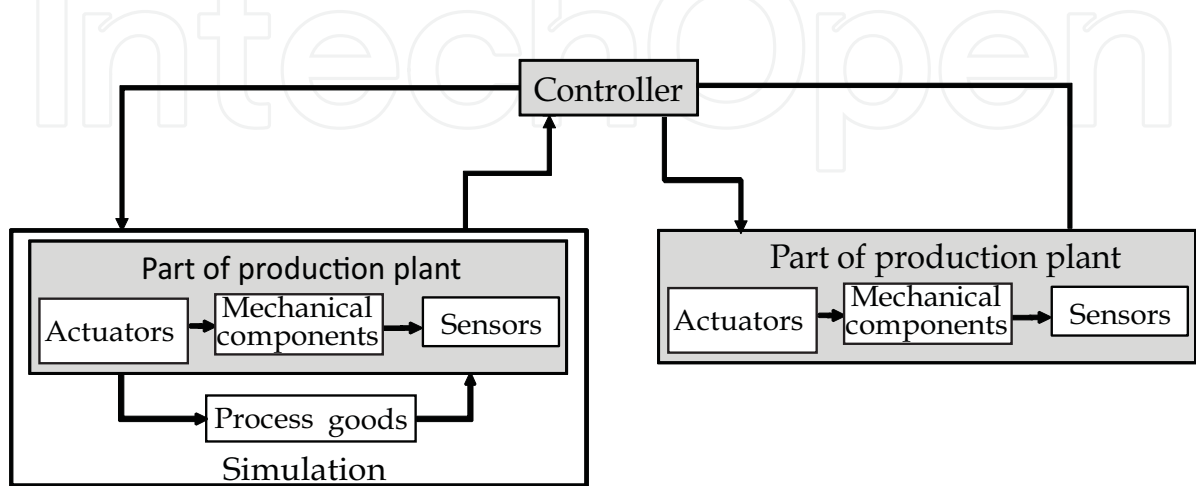 IntechOpen
Controller
Part of production plant
Actuators
Mechanical
components
Sensors
Process goods
Simulation
Part of production plant
Actuators
Mechanical
components
Sensors